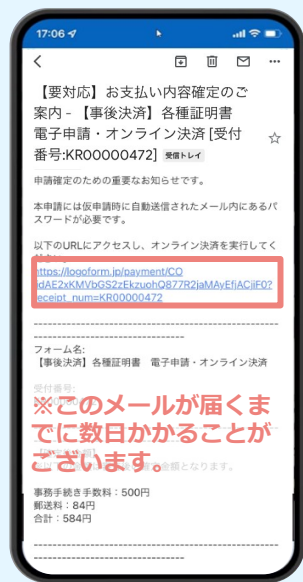 17:06
【要対応】お支払い内容確定のご
案内 - 【事後決済】各種証明書
電子申請・オンライン決済 [受付
番号:KR00000472] 受信トレイ
申請確定のための重要なお知らせです。
本申請には仮申請時に自動送信されたメール内にあるパ
スワードが必要です。
以下のURLにアクセスし、オンライン決済を実行してく
https://logoform.jp/payment/CO
dAE2xKMVbGS2zEkzuohQ877R2jaMAvEfjACjiF0?
receipt_num=KR00000472
------------------------------------------------
------------------------------
フォーム名:
【事後決済】各種証明書 電子申請・オンライン決済
受付番号:
※このメールが届くま
でに数日かかることが
ございます。
金額となります。
事務手続き手数料:500円
郵送料:84円
合計:584円
------------------------------------------------
------------------------------